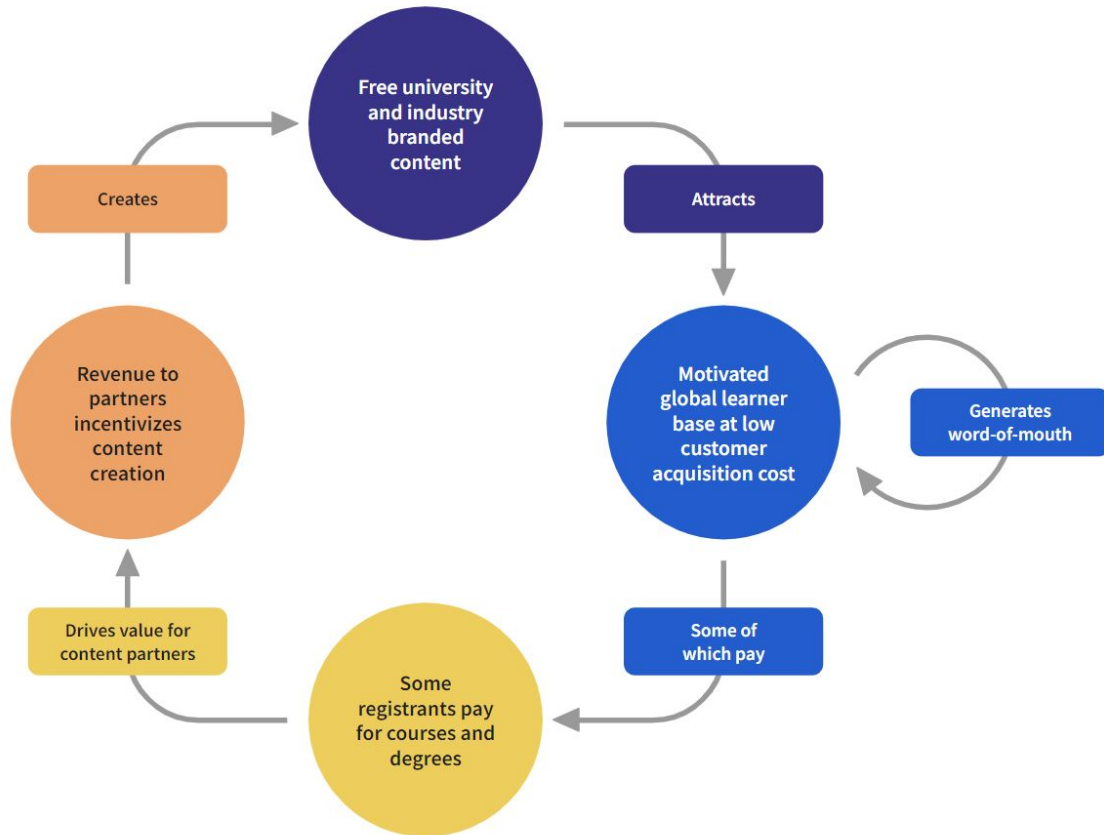 Free university
and industry
branded
content
Attracts
Motivated
global learner
base at low
customer
acquisition cost
Generates
word-of-mouth
Some of
which pay
Some
registrants pay
for courses and
degrees
Drives value for
content partners
Revenue to
partners
incentivizes
content
creation
Creates